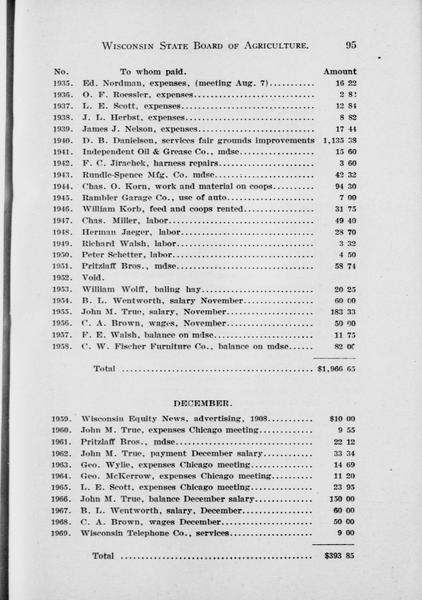 WISCONSIN STATE BOARD OF AGRICULTURE. 95
No. To whom paid. Amount
1935. Ed. Nordman, expenses, (meeting Aug. 7)........... 16 22
1936. O. F. Roessler, expenses........................... 2 8
1937. L. E. Scott, expenses.............................. 12 84
1938. J. L. Herbst, expenses............................. 8 82
1939. James J. Nelson, expenses.......................... 17 44
1940. D. B. Danielson, services fair grounds improvements 1,135 38
1941. Independent Oil & Grease Co., mdse................. 15 60
1942. F. C. Jirachek, harness repairs.................... 3 60
1943. Rundle-Spence Mfg. Co. mdse........................ 42 32
1944. Chas. O. Korn, work and material on coops.......... 94 30
1945. Rambler Garage Co., use of auto.................... 7 00
1946. William Korb, feed and coops rented................ 31 75
1947. Chas. Miller, labor................................ 49 40
1948. Herman Jaeger, labor............................... 28 70
1949. Richard Walsh, labor............................... 3 32
1950. Peter Schetter, labor.............................. 4 50
1951. Pritzlaff Bros., mdse.............................. 58 74
1952. Void.
1953. William Wolff, baling hay.......................... 20 25
1954. B. L. Wentworth, salary November................... 60 00
1955. John M. True, salary, November..................... 183 33
1956. C. A. Brown, wages, November....................... 50 00
1957. F. E. Walsh, balance on mdse....................... 11 75
1958. C. W. Fischer Furniture Co., balance on mdse...... 82 00
Total ............................................. $1,966 65
DECEMBER.
1959. Wisconsin Equity News, advertising, 1908........... $10 00
1960. John M. True, expenses Chicago meeting............. 9 55
1961. Pritzlaff Bros., mdse.............................. 22 12
1962. John M. True, payment December salary.............. 33 34
1963. Geo. Wylie, expenses Chicago meeting............... 14 69
1964. Geo. McKerrow, expenses Chicago meeting............ 11 20
1965. L. E. Scott, expenses Chicago meeting.............. 23 95
1966. John M. True, balance December salary.............. 150 00
1967. B. L. Wentworth, salary December................... 60 00
1968. C. A. Brown, wages December........................ 50 00
1969. Wisconsin Telephone Co., services.................. 9 00
Total ............................................. $393 85